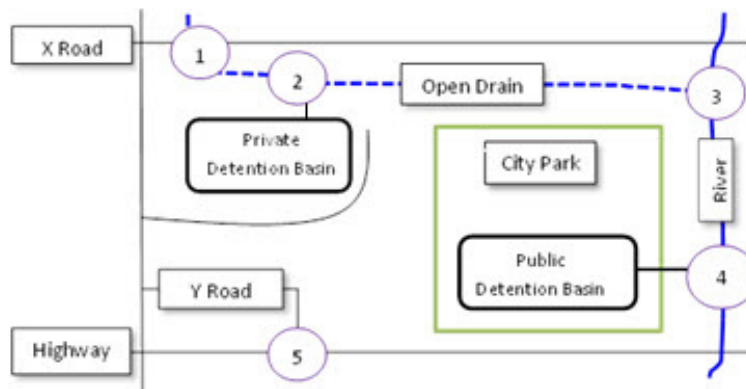 X Road
1
2
Open Drain
3
Private
Detention Basin
City Park
River
Public
Detention Basin
4
Y Road
Highway
5